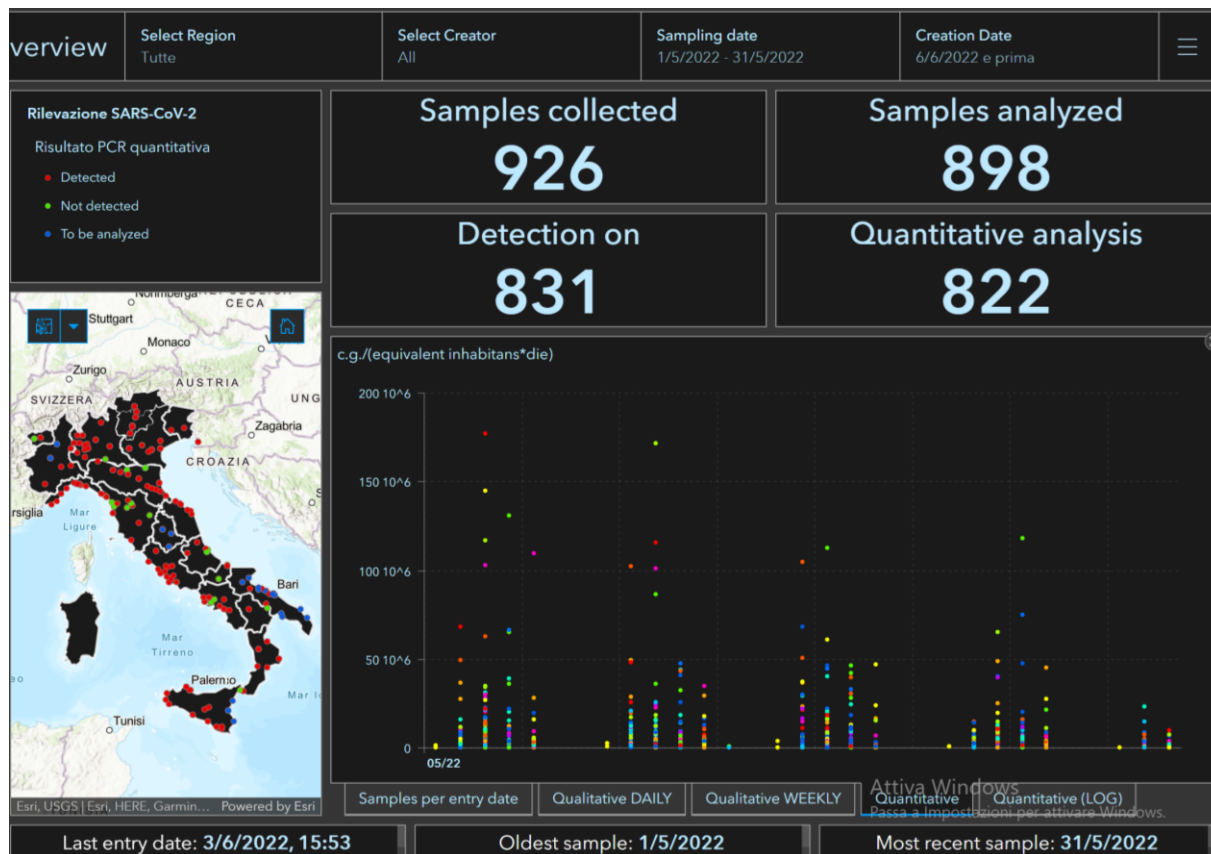 verview
Select Region
Tutte
Select Creator
All
Sampling date
1/5/2022 - 31/5/2022
Creation Date
6/6/2022 e prima
Rilevazione SARS-CoV-2
Risultato PCR quantitativa
Detected
Not detected
To be analyzed
Samples collected
926
Samples analyzed
898
Detection on
831
Quantitative analysis
822
Norimberga
CECA
Stuttgart
Monaco
Zurigo
AUSTRIA
SVIZZERA
UNG
Zagabria
CROAZIA
rsiglia
Mar
Ligure
Bari
Mar
Tirreno
Palermo
Mar
Tunisi
Esri, USGS | Esri, HERE, Garmin... Powered by Esri
c.g./(equivalent inhabitans*die)
200 10^6
150 10^6
100 10^6
50 10^6
0
05/22
Samples per entry date
Qualitative DAILY
Qualitative WEEKLY
Quantitative
Quantitative (LOG)
Attiva Windows
Passa a Impostazioni per attivare Windows.
Last entry date: 3/6/2022, 15:53
Oldest sample: 1/5/2022
Most recent sample: 31/5/2022